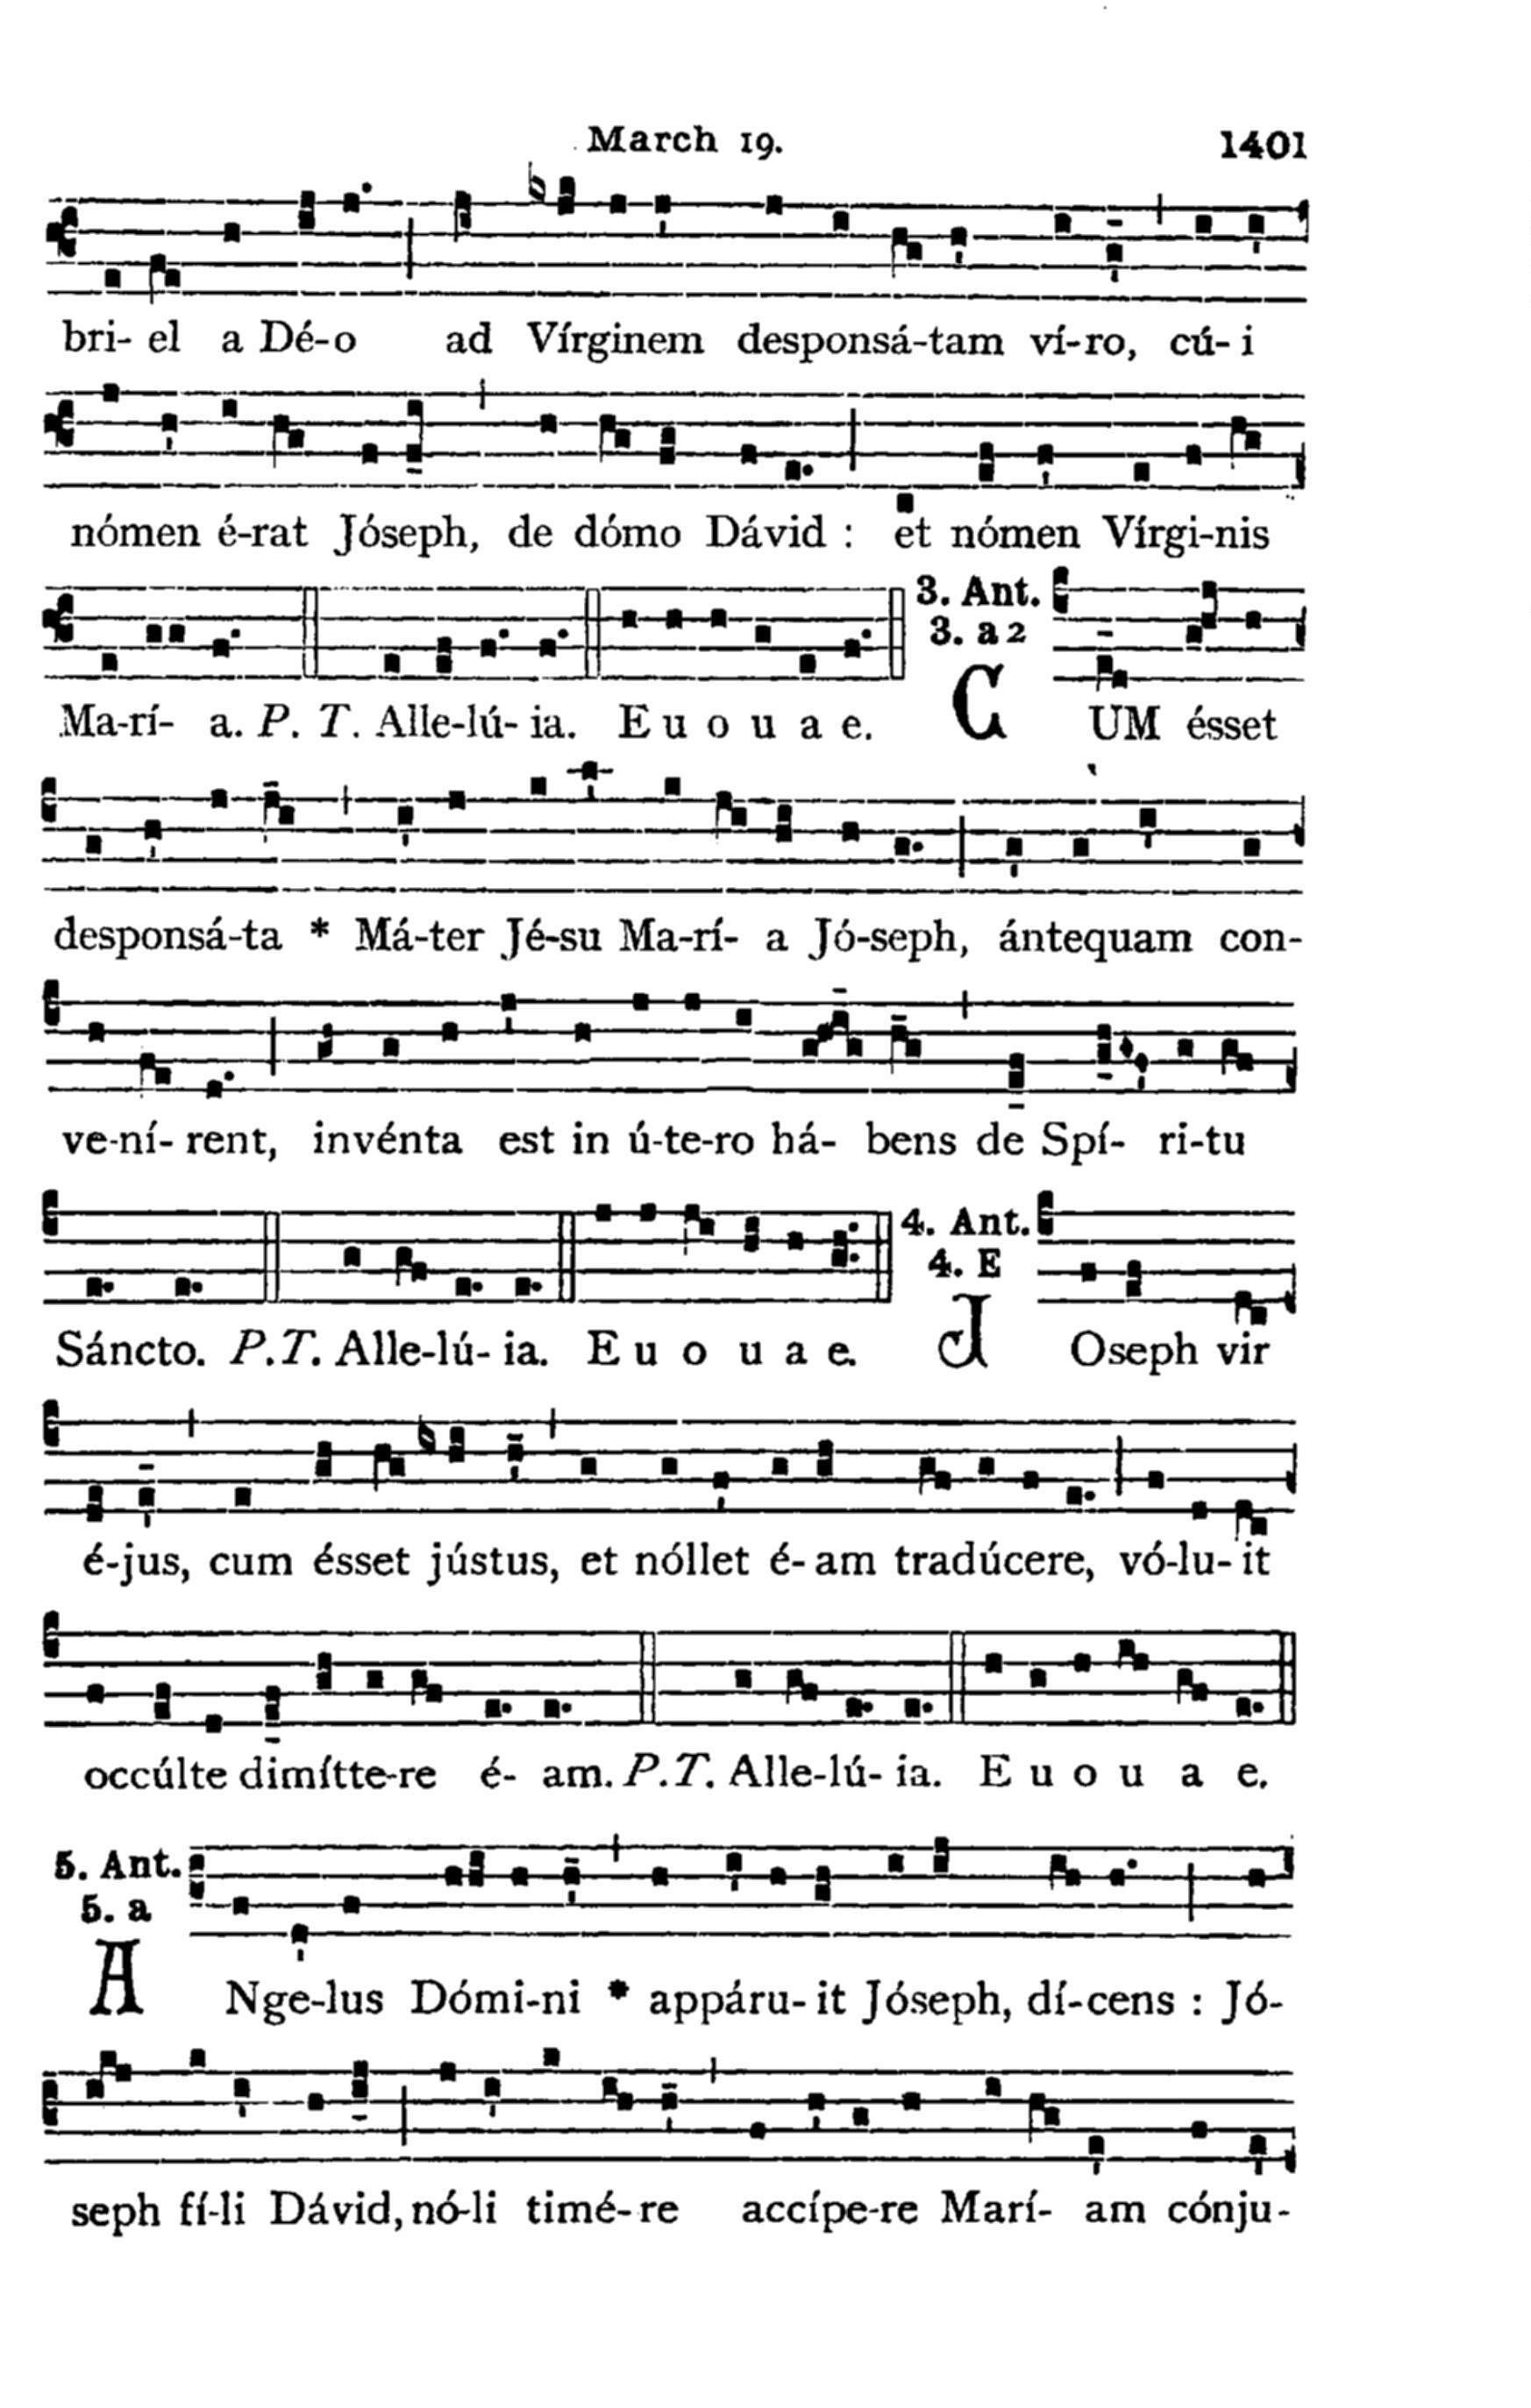 March 19. 1401
bri- el a Dé-o ad Vírginem desponsá-tam ví-ro, cú- i
nómen é-rat Jóseph, de dómo Dávid : et nómen Vírgi-nis
3. Ant.
3. a 2
Ma-rí- a. P. T. Alle-lú- ia. E u o u a e. CUM ésset
desponsá-ta * Má-ter Jé-su Ma-rí- a Jó-seph, ántequam con-
ve-ní- rent, invénta est in ú-te-ro há- bens de Spí- ri-tu
4. Ant.
4. E
Sáncto. P.T. Alle-lú- ia. E u o u a e. JOseph vir
é-jus, cum ésset jústus, et nóllet é- am tradúcere, vó-lu- it
occúlte dimítte-re é- am. P.T. Alle-lú- ia. E u o u a e.
5. Ant.
5. a
ANge-lus Dómi-ni * appáru- it Jóseph, dí-cens : Jó-
seph fí-li Dávid, nó-li timé- re accípe-re Marí- am cónju-